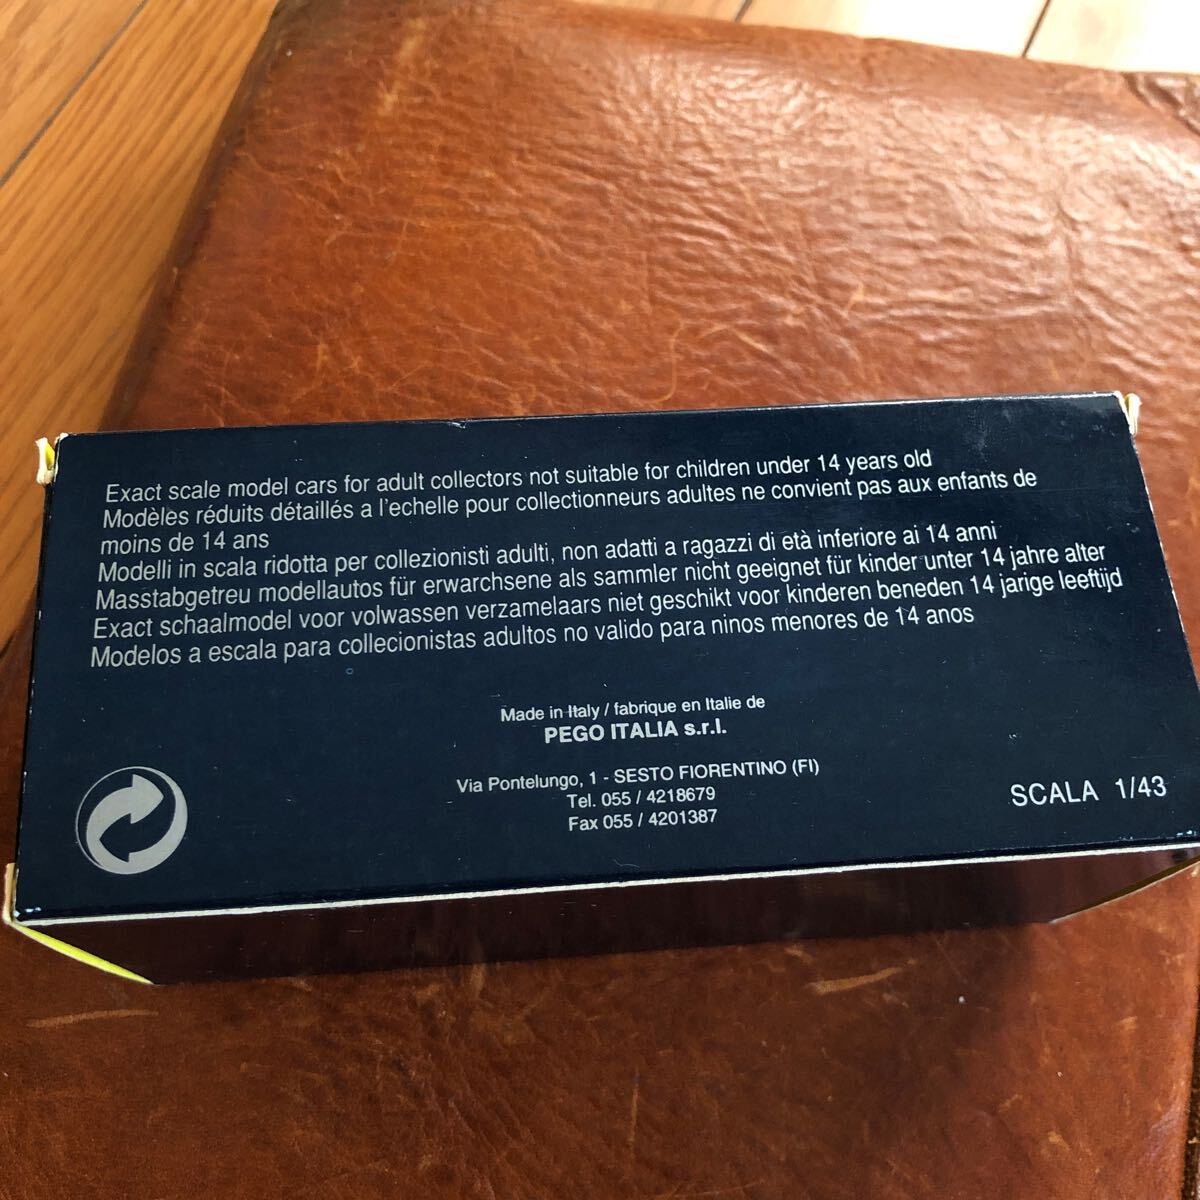 Exact scale model cars for adult collectors not suitable for children under 14 years old
Modèles réduits détaillés a l'echelle pour collectionneurs adultes ne convient pas aux enfants de
moins de 14 ans
Modelli in scala ridotta per collezionisti adulti, non adatti a ragazzi di età inferiore ai 14 anni
Masstabgetreu modellautos für erwarchsene als sammler nicht geeignet für kinder unter 14 jahre alter
Exact schaalmodel voor volwassen verzamelaars niet geschikt voor kinderen beneden 14 jarige leeftijd
Modelos a escala para collecionistas adultos no valido para ninos menores de 14 anos
Made in Italy / fabrique en Italie de
PEGO ITALIA s.r.l.
Via Pontelungo, 1 - SESTO FIORENTINO (FI)
Tel. 055 / 4218679
Fax 055 / 4201387
SCALA 1/43